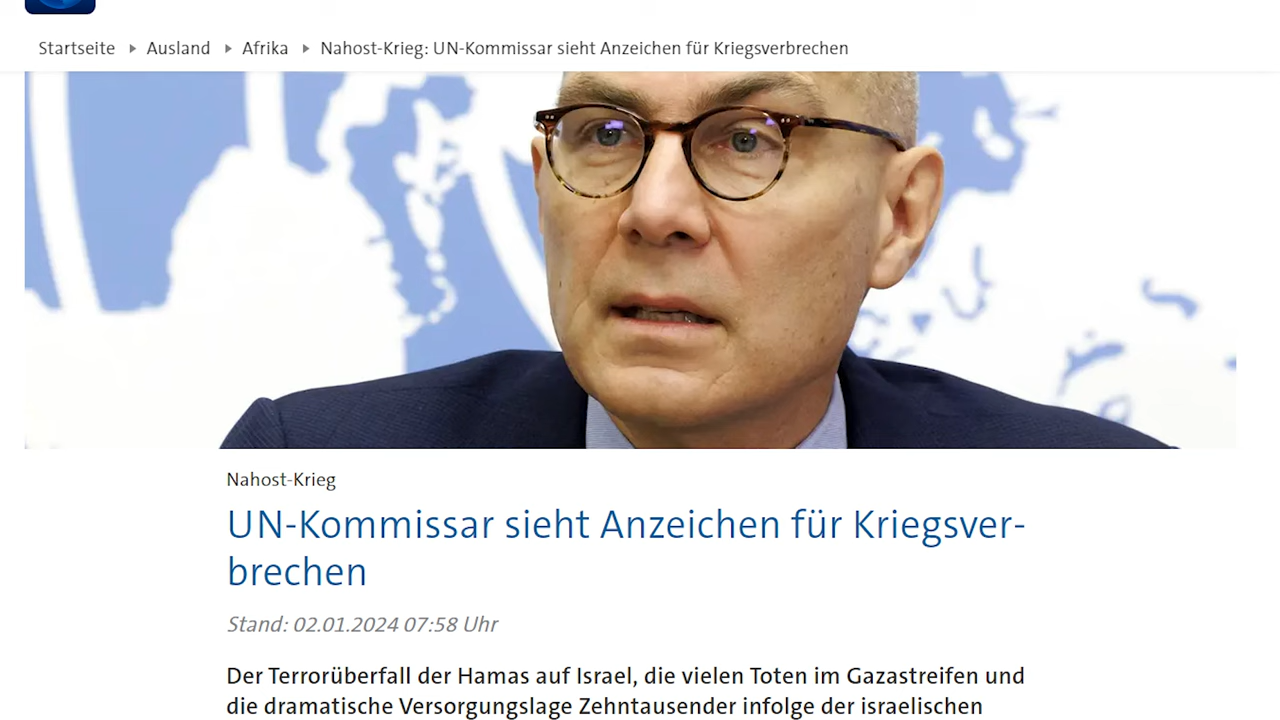 Startseite ▸ Ausland ▸ Afrika ▸ Nahost-Krieg: UN-Kommissar sieht Anzeichen für Kriegsverbrechen
Nahost-Krieg
UN-Kommissar sieht Anzeichen für Kriegsver-
brechen
Stand: 02.01.2024 07:58 Uhr
Der Terrorüberfall der Hamas auf Israel, die vielen Toten im Gazastreifen und
die dramatische Versorgungslage Zehntausender infolge der israelischen